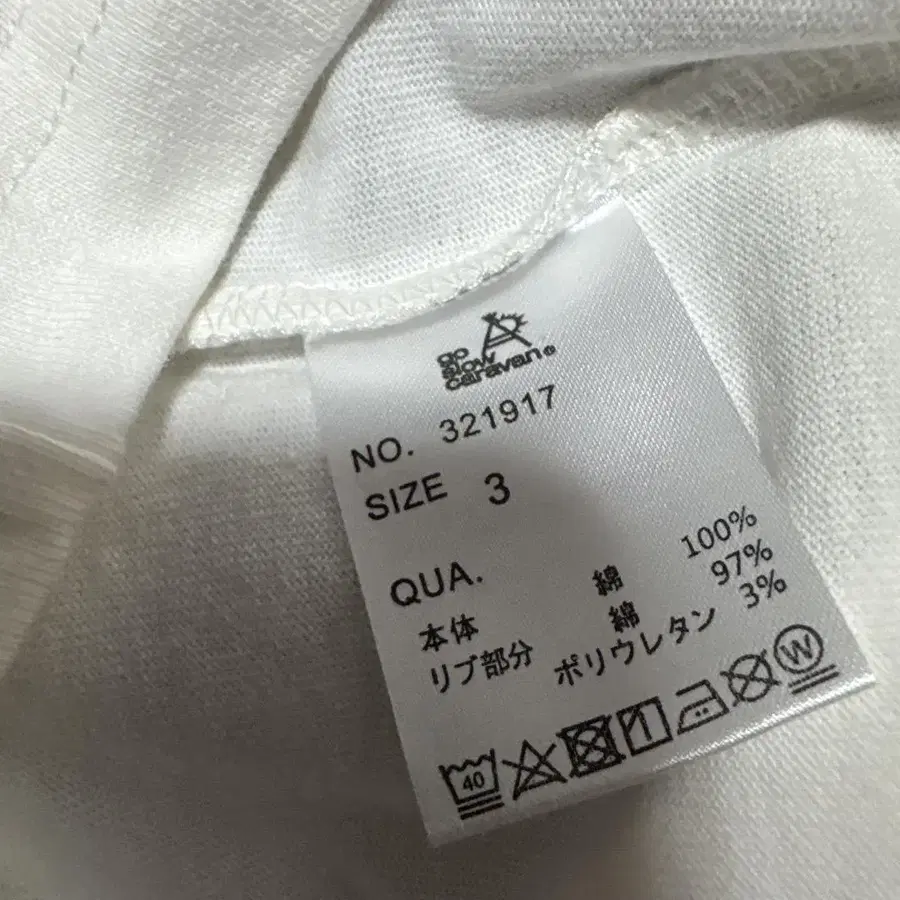 go
slow
caravan®
NO. 321917
SIZE 3
QUA.
本体 綿 100%
リブ部分 綿 97%
ポリウレタン 3%
40
W